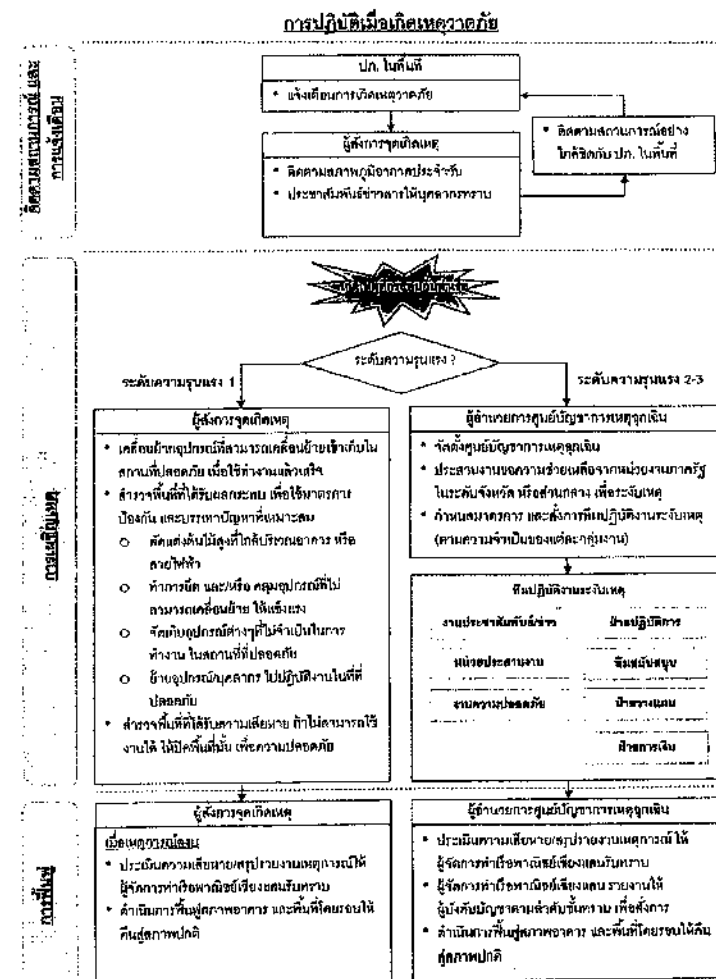 การปฏิบัติเมื่อเกิดเหตุวาตภัย
ติดตามสถานการณ์ และ
การแจ้งเตือน
ปภ. ในพื้นที่
• แจ้งเตือนการเกิดเหตุวาตภัย
ผู้สั่งการจุดเกิดเหตุ
• ติดตามสภาพภูมิอากาศประจำวัน
• ประชาสัมพันธ์ข่าวสารให้บุคลากรทราบ
• ติดตามสถานการณ์อย่าง
ใกล้ชิดกับ ปภ. ในพื้นที่
การเผชิญเหตุ
ระดับความรุนแรง ?
ระดับความรุนแรง 1
ระดับความรุนแรง 2-3
ผู้สั่งการจุดเกิดเหตุ
• เคลื่อนย้ายอุปกรณ์ที่สามารถเคลื่อนย้ายเข้าเก็บใน
สถานที่ปลอดภัย เมื่อใช้ทำงานแล้วเสร็จ
• สำรวจพื้นที่ที่ได้รับผลกระทบ เพื่อใช้มาตรการ
ป้องกัน และบรรเทาปัญหาที่เหมาะสม
o ตัดแต่งต้นไม้สูงที่ใกล้บริเวณอาคาร หรือ
สายไฟฟ้า
o ทำการยึด และ/หรือ คลุมอุปกรณ์ที่ไม่
สามารถเคลื่อนย้าย ให้แข็งแรง
o จัดเก็บอุปกรณ์ต่างๆที่ไม่จำเป็นในการ
ทำงาน ในสถานที่ที่ปลอดภัย
o ย้ายอุปกรณ์/บุคลากร ไปปฏิบัติงานในที่ที่
ปลอดภัย
• สำรวจพื้นที่ที่ได้รับความเสียหาย ถ้าไม่สามารถใช้
งานได้ ให้ปิดพื้นที่นั้น เพื่อความปลอดภัย
ผู้อำนวยการศูนย์บัญชาการเหตุฉุกเฉิน
• จัดตั้งศูนย์บัญชาการเหตุฉุกเฉิน
• ประสานงานขอความช่วยเหลือจากหน่วยงานภาครัฐ
ในระดับจังหวัด หรือส่วนกลาง เพื่อระงับเหตุ
• กำหนดมาตรการ และสั่งการทีมปฏิบัติงานระงับเหตุ
(ตามความจำเป็นของแต่ละกลุ่มงาน)
ทีมปฏิบัติงานระงับเหตุ
งานประชาสัมพันธ์/ข่าว ฝ่ายปฏิบัติการ
หน่วยประสานงาน ทีมสนับสนุน
งานความปลอดภัย ฝ่ายวางแผน
ฝ่ายการเงิน
การฟื้นฟู
ผู้สั่งการจุดเกิดเหตุ
เมื่อเหตุการณ์สงบ
• ประเมินความเสียหาย/สรุปรายงานเหตุการณ์ให้
ผู้จัดการท่าเรือพาณิชย์เชียงแสนรับทราบ
• ดำเนินการฟื้นฟูสภาพอาคาร และพื้นที่โดยรอบให้
คืนสู่สภาพปกติ
ผู้อำนวยการศูนย์บัญชาการเหตุฉุกเฉิน
• ประเมินความเสียหาย/สรุปรายงานเหตุการณ์ ให้
ผู้จัดการท่าเรือพาณิชย์เชียงแสนรับทราบ
• ผู้จัดการท่าเรือพาณิชย์เชียงแสน รายงานให้
ผู้บังคับบัญชาตามลำดับชั้นทราบ เพื่อสั่งการ
• ดำเนินการฟื้นฟูสภาพอาคาร และพื้นที่โดยรอบให้คืน
สู่สภาพปกติ